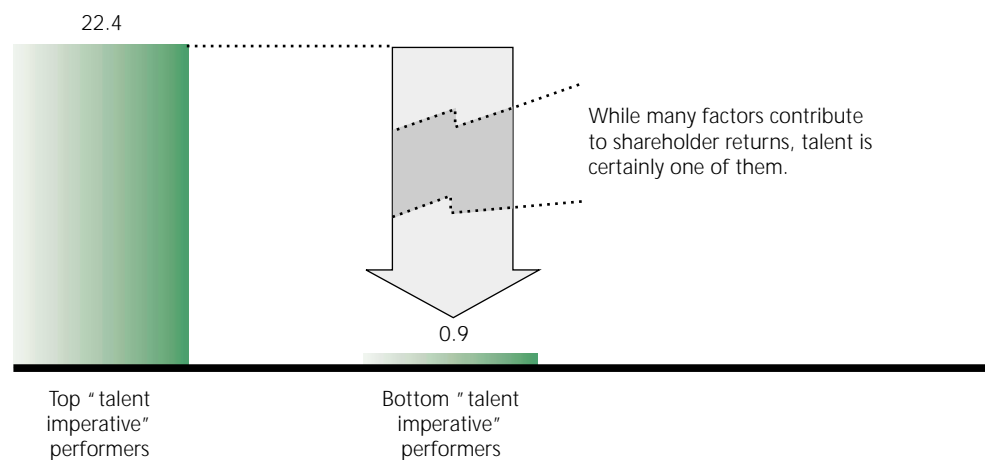 22.4
While many factors contribute
to shareholder returns, talent is
certainly one of them.
0.9
Top “talent
imperative”
performers
Bottom ”talent
imperative”
performers